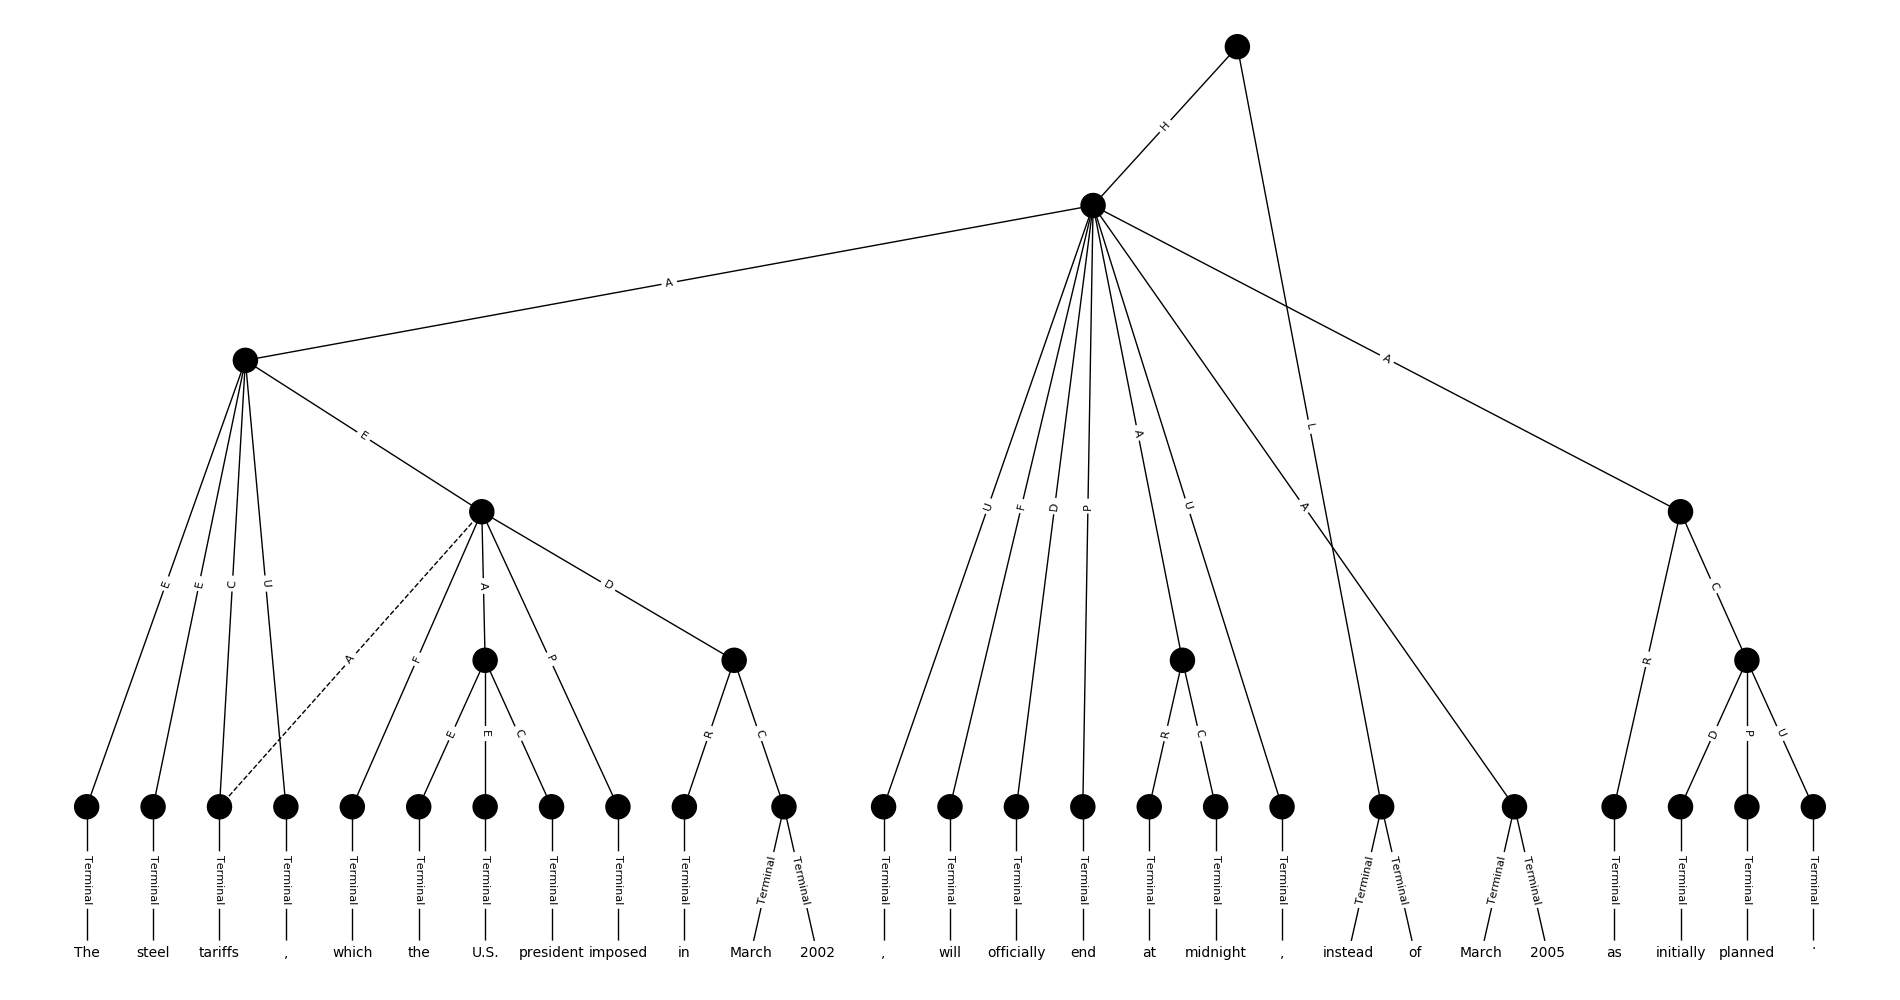 H
A
A
L
A
E
U
F
D
P
U
A
E
E
C
U
A
D
R
C
A
F
P
E
E
C
R
C
R
C
D
P
U
Terminal Terminal Terminal Terminal Terminal Terminal Terminal Terminal Terminal Terminal Terminal Terminal Terminal Terminal Terminal Terminal Terminal Terminal Terminal Terminal Terminal Terminal Terminal Terminal Terminal Terminal Terminal
The steel tariffs , which the U.S. president imposed in March 2002 , will officially end at midnight , instead of March 2005 as initially planned .